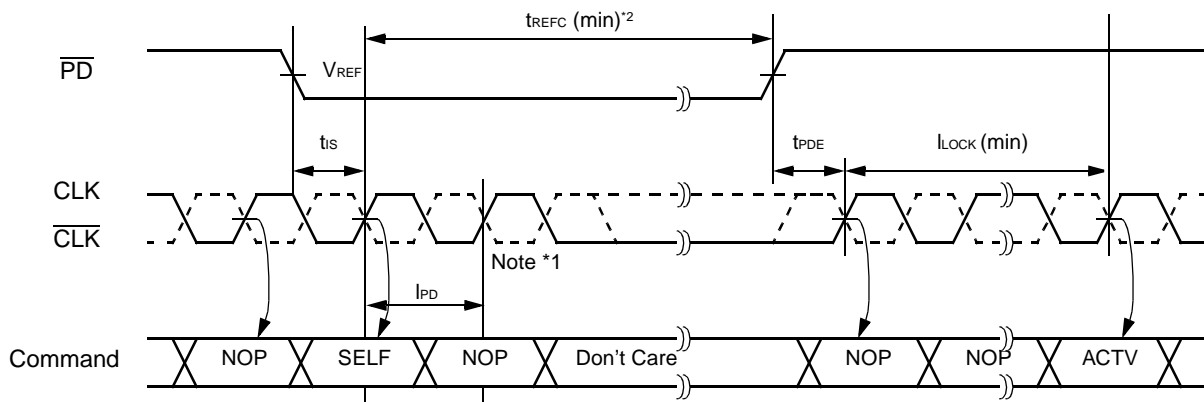 tREFC (min)*2
PD
VREF
tIS
tPDE
lLOCK (min)
CLK
CLK
Note *1
lPD
Command
NOP
SELF
NOP
Don't Care
NOP
NOP
ACTV